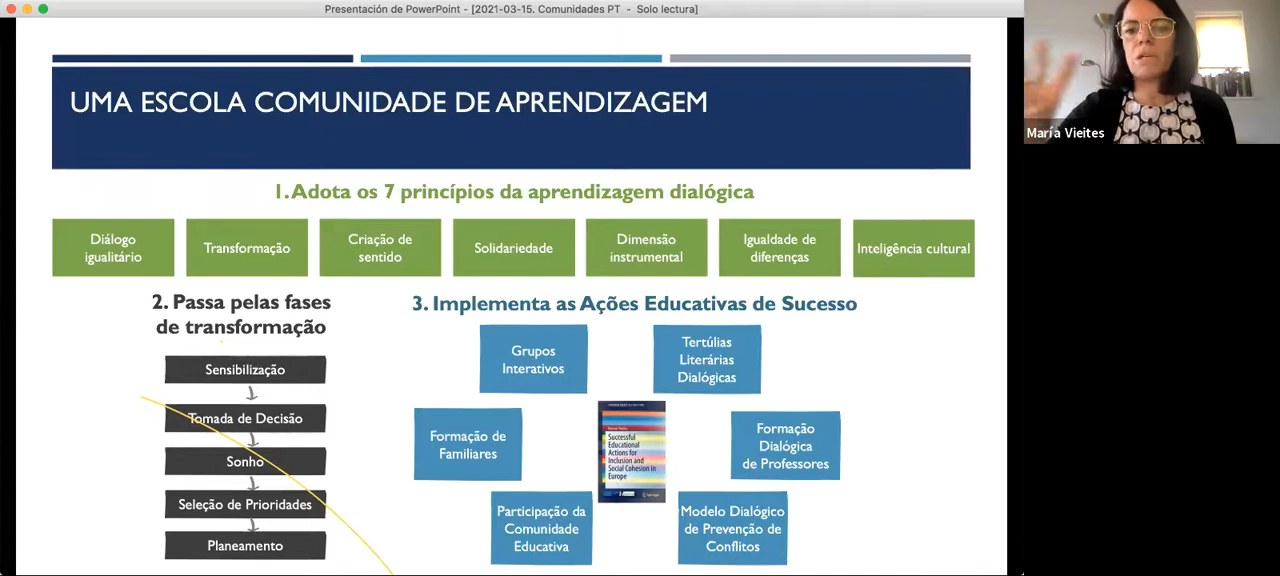 Presentación de PowerPoint - [2021-03-15. Comunidades PT - Solo lectura]
María Vieites
UMA ESCOLA COMUNIDADE DE APRENDIZAGEM
1. Adota os 7 princípios da aprendizagem dialógica
Diálogo
igualitário
Transformação
Criação de
sentido
Solidariedade
Dimensão
instrumental
Igualdade de
diferenças
Inteligência cultural
2. Passa pelas fases
de transformação
Sensibilização
Tomada de Decisão
Sonho
Seleção de Prioridades
Planeamento
3. Implementa as Ações Educativas de Sucesso
Grupos
Interativos
Tertúlias
Literárias
Dialógicas
Formação de
Familiares
Successful
Educational
Actions for
Inclusion and
Social Cohesion in
Europe
Springer
Formação
Dialógica
de Professores
Participação da
Comunidade
Educativa
Modelo Dialógico
de Prevenção de
Conflitos